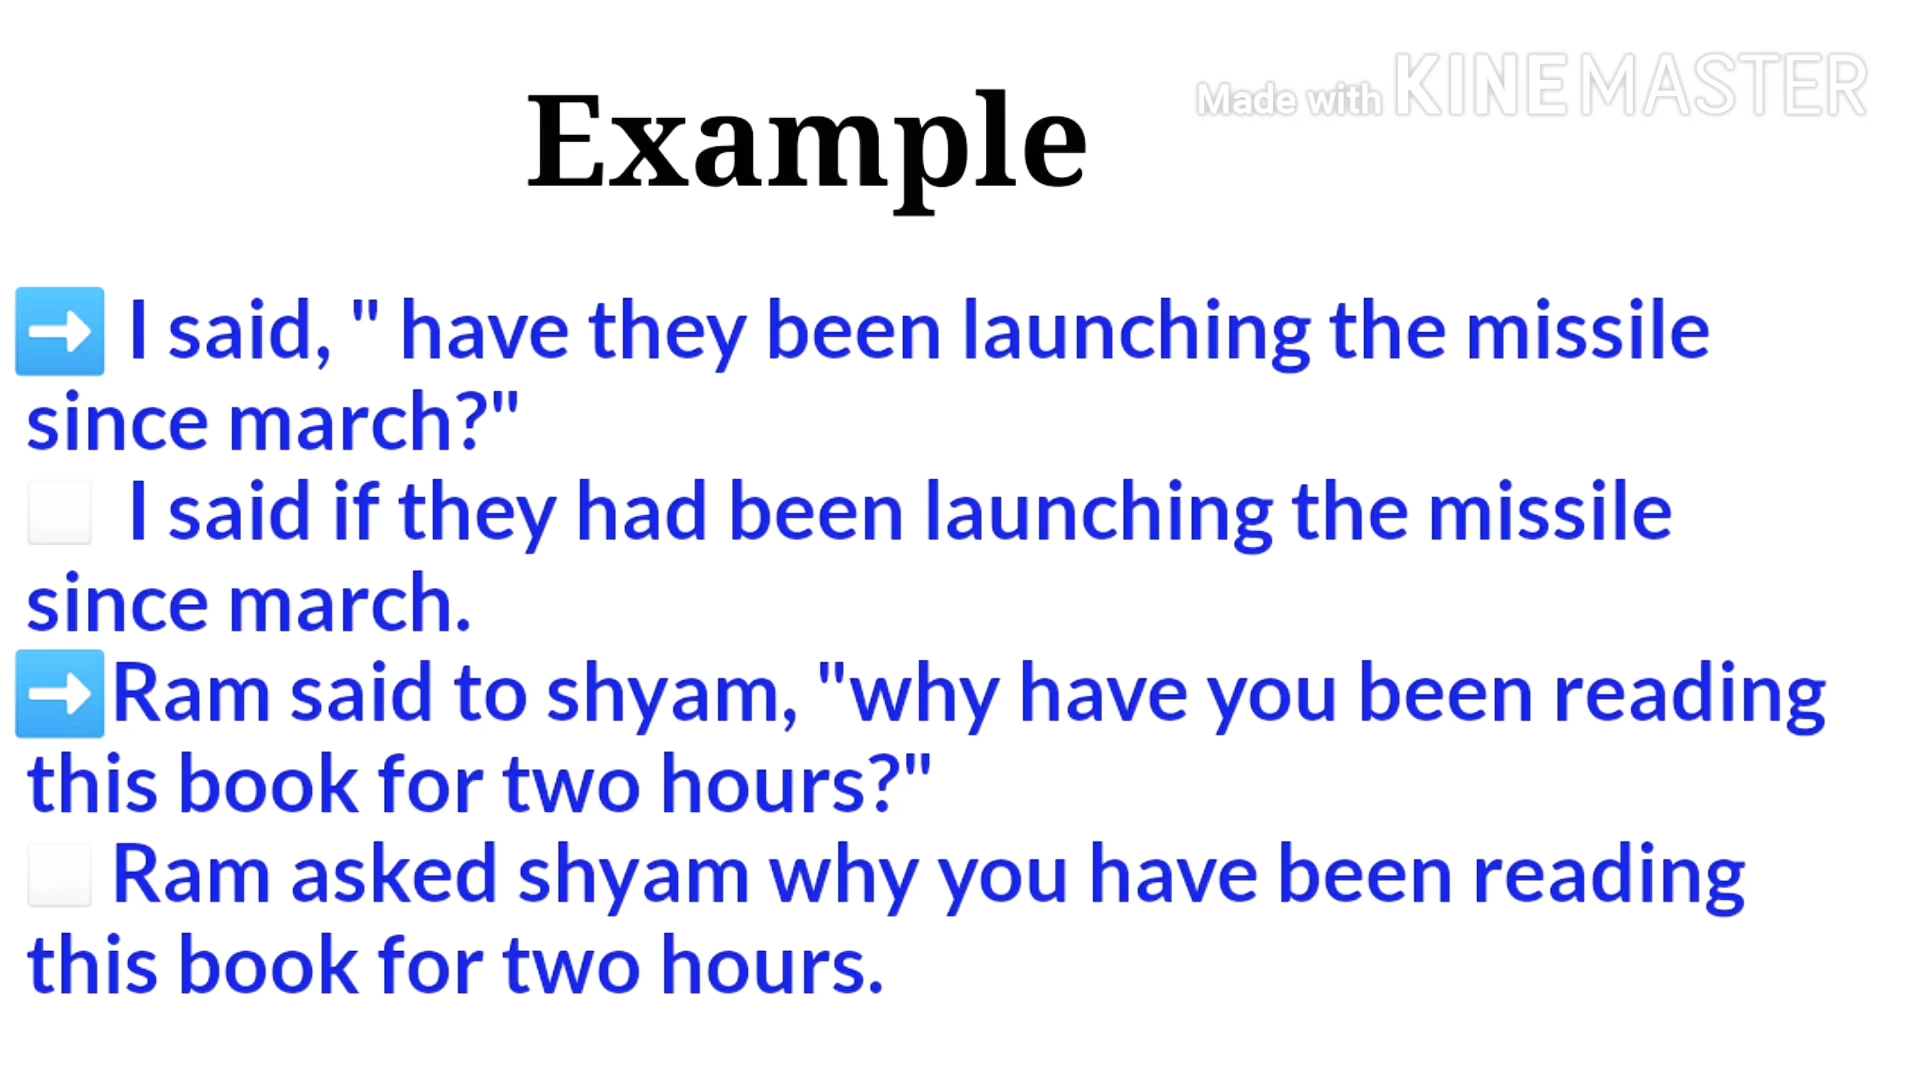 Made with KINEMASTER
Example
➡ I said, " have they been launching the missile
since march?"
◻ I said if they had been launching the missile
since march.
➡Ram said to shyam, "why have you been reading
this book for two hours?"
◻Ram asked shyam why you have been reading
this book for two hours.